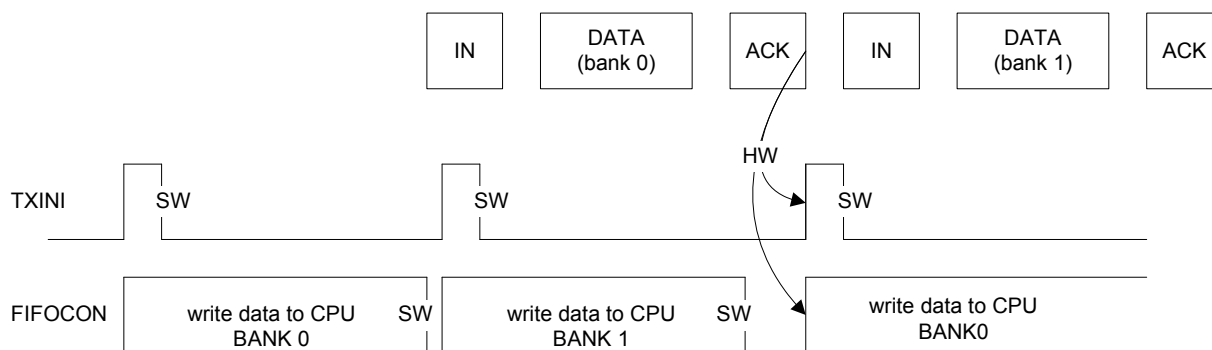 IN
DATA
(bank 0)
ACK
IN
DATA
(bank 1)
ACK
HW
TXINI
SW
SW
SW
FIFOCON
write data to CPU
BANK 0
SW
write data to CPU
BANK 1
SW
write data to CPU
BANK0